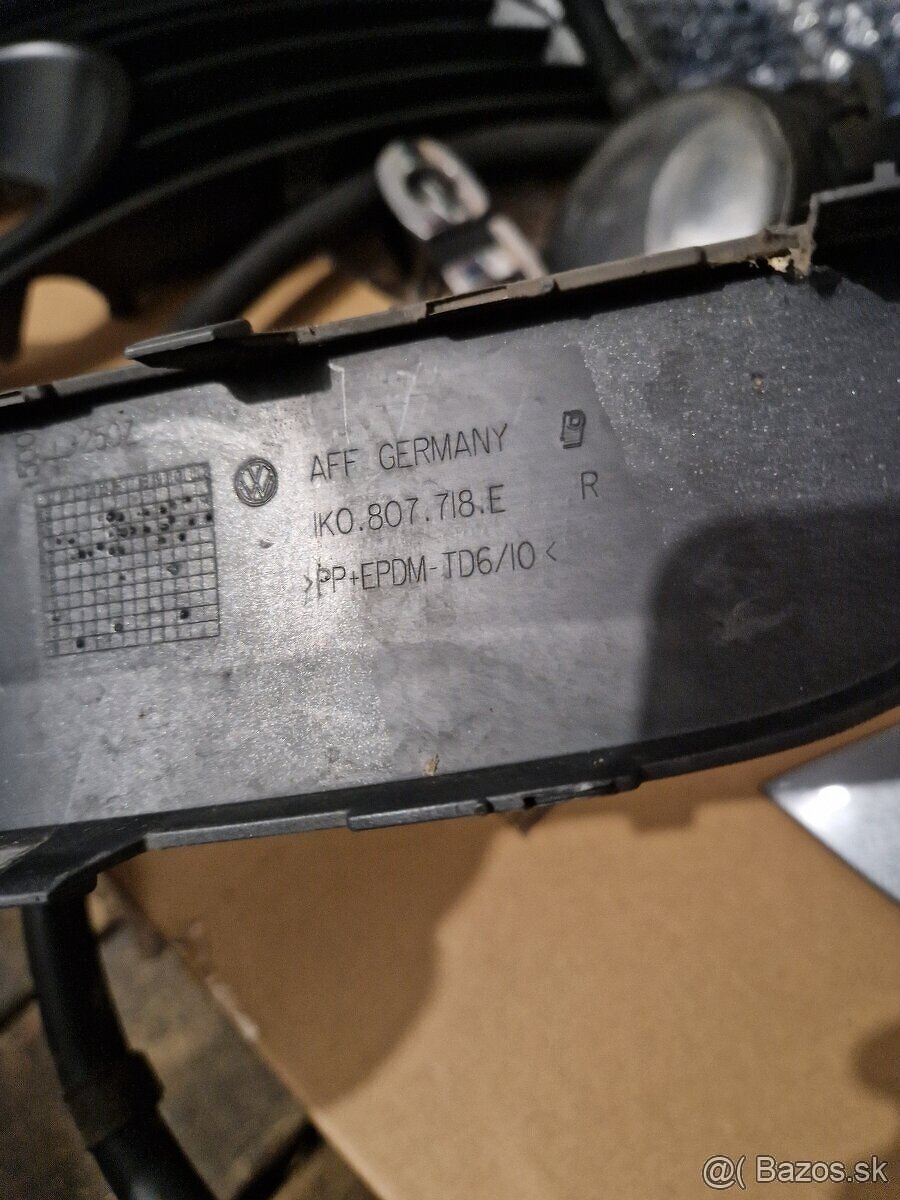 AFF GERMANY
1K0.807.718.E R
>PP+EPDM-TD6/10<
@( Bazos.sk